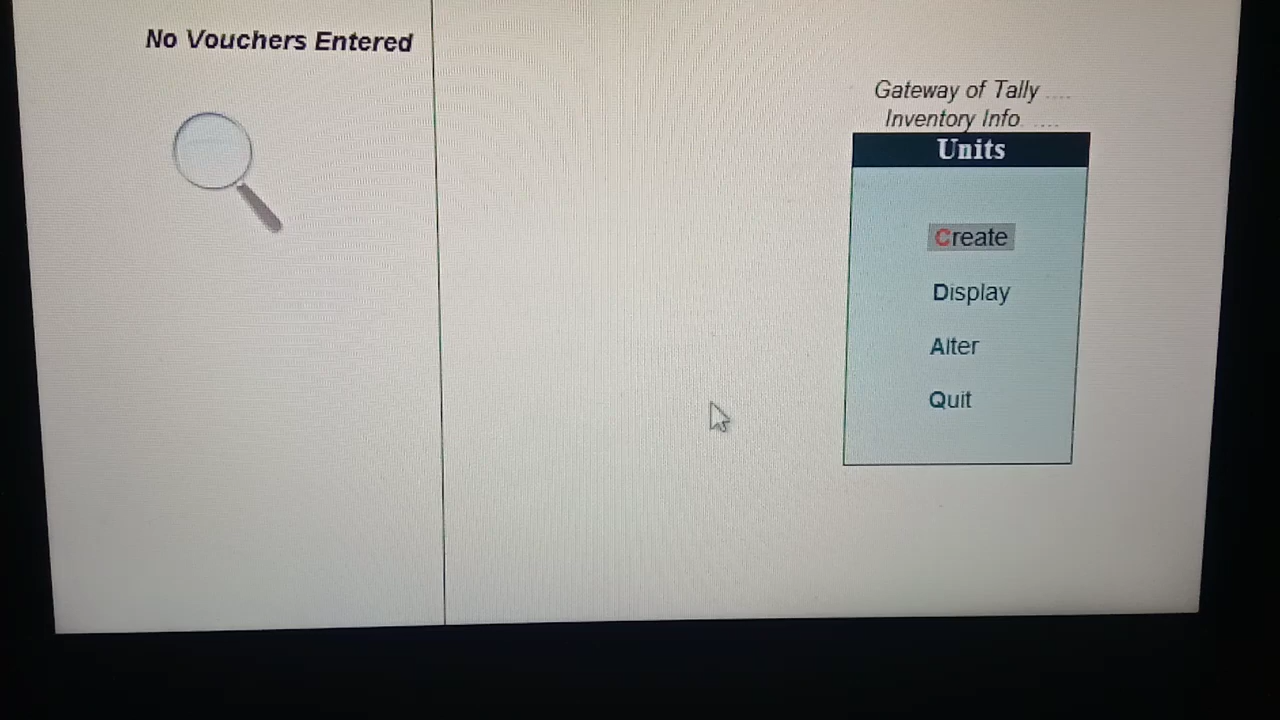 No Vouchers Entered
Gateway of Tally ....
Inventory Info. ....
Units
Create
Display
Alter
Quit